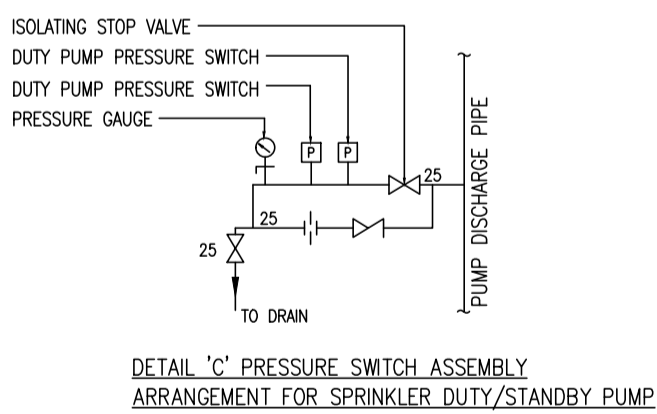 ISOLATING STOP VALVE
DUTY PUMP PRESSURE SWITCH
DUTY PUMP PRESSURE SWITCH
PRESSURE GAUGE
P
P
25
25
25
TO DRAIN
PUMP DISCHARGE PIPE
DETAIL 'C' PRESSURE SWITCH ASSEMBLY
ARRANGEMENT FOR SPRINKLER DUTY/STANDBY PUMP